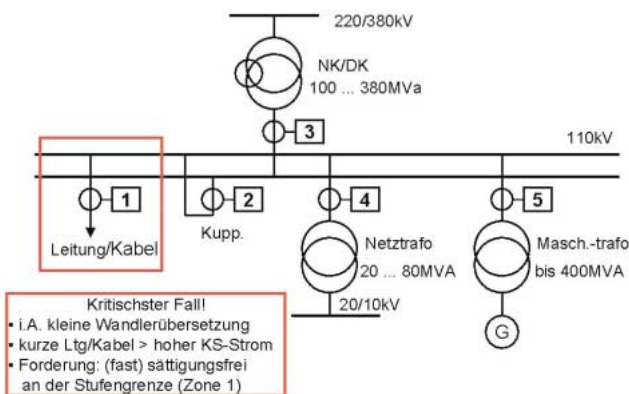 220/380kV
NK/DK
100 ... 380MVa
3
110kV
1
2
4
5
Leitung/Kabel
Kupp.
Netztrafo
20 ... 80MVA
Masch.-trafo
bis 400MVA
20/10kV
G
Kritischster Fall!
• i.A. kleine Wandlerübersetzung
• kurze Ltg/Kabel > hoher KS-Strom
• Forderung: (fast) sättigungsfrei
an der Stufengrenze (Zone 1)